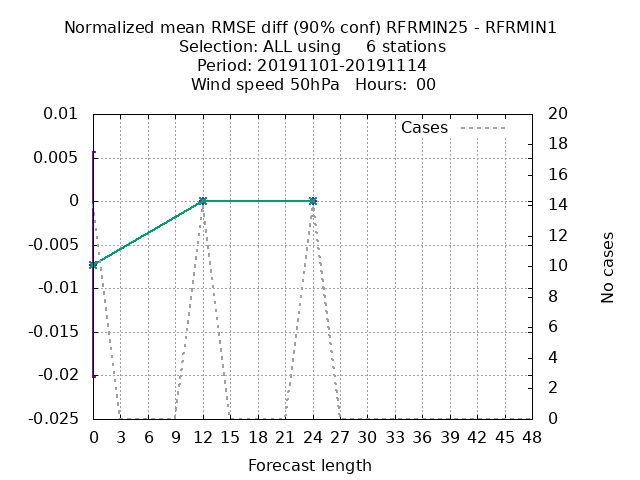 Normalized mean RMSE diff (90% conf) RFRMIN25 - RFRMIN1
Selection: ALL using     6 stations
Period: 20191101-20191114
Wind speed 50hPa   Hours:  00
Cases
0.01
0.005
0
-0.005
-0.01
-0.015
-0.02
-0.025
20
18
16
14
12
10
8
6
4
2
0
No cases
0 3 6 9 12 15 18 21 24 27 30 33 36 39 42 45 48
Forecast length